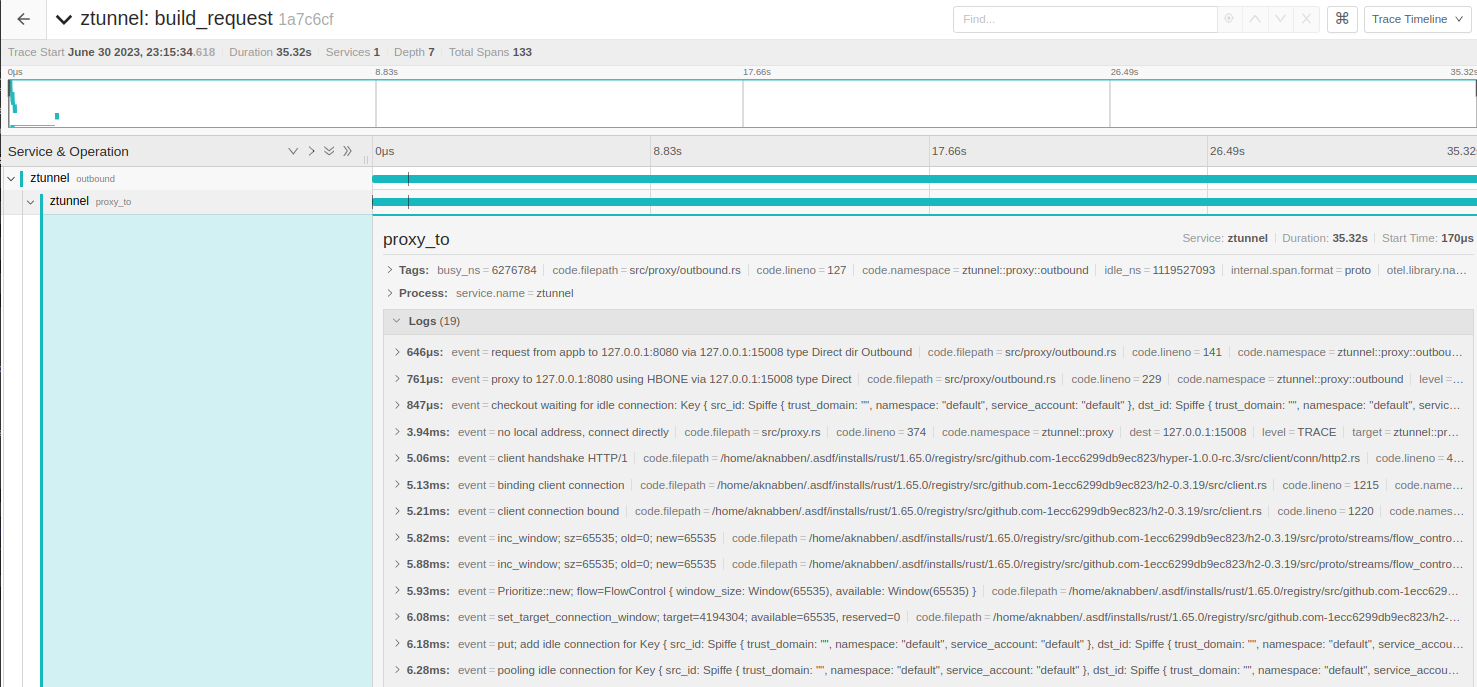 ztunnel: build_request 1a7c6cf
Find...
⌘
Trace Timeline
Trace Start June 30 2023, 23:15:34.618 Duration 35.32s Services 1 Depth 7 Total Spans 133
0μs 8.83s 17.66s 26.49s 35.32s
Service & Operation
0μs 8.83s 17.66s 26.49s 35.32
ztunnel outbound
ztunnel proxy_to
proxy_to
Service: ztunnel Duration: 35.32s Start Time: 170μs
Tags: busy_ns = 6276784 code.filepath = src/proxy/outbound.rs code.lineno = 127 code.namespace = ztunnel::proxy::outbound idle_ns = 1119527093 internal.span.format = proto otel.library.na...
Process: service.name = ztunnel
Logs (19)
646μs: event = request from appb to 127.0.0.1:8080 via 127.0.0.1:15008 type Direct dir Outbound code.filepath = src/proxy/outbound.rs code.lineno = 141 code.namespace = ztunnel::proxy::outbou...
761μs: event = proxy to 127.0.0.1:8080 using HBONE via 127.0.0.1:15008 type Direct code.filepath = src/proxy/outbound.rs code.lineno = 229 code.namespace = ztunnel::proxy::outbound level = ...
847μs: event = checkout waiting for idle connection: Key { src_id: Spiffe { trust_domain: "", namespace: "default", service_account: "default" }, dst_id: Spiffe { trust_domain: "", namespace: "default", servic...
3.94ms: event = no local address, connect directly code.filepath = src/proxy.rs code.lineno = 374 code.namespace = ztunnel::proxy dest = 127.0.0.1:15008 level = TRACE target = ztunnel::pr...
5.06ms: event = client handshake HTTP/1 code.filepath = /home/aknabben/.asdf/installs/rust/1.65.0/registry/src/github.com-1ecc6299db9ec823/hyper-1.0.0-rc.3/src/client/conn/http2.rs code.lineno = 4...
5.13ms: event = binding client connection code.filepath = /home/aknabben/.asdf/installs/rust/1.65.0/registry/src/github.com-1ecc6299db9ec823/h2-0.3.19/src/client.rs code.lineno = 1215 code.name...
5.21ms: event = client connection bound code.filepath = /home/aknabben/.asdf/installs/rust/1.65.0/registry/src/github.com-1ecc6299db9ec823/h2-0.3.19/src/client.rs code.lineno = 1220 code.names...
5.82ms: event = inc_window; sz=65535; old=0; new=65535 code.filepath = /home/aknabben/.asdf/installs/rust/1.65.0/registry/src/github.com-1ecc6299db9ec823/h2-0.3.19/src/proto/streams/flow_contro...
5.88ms: event = inc_window; sz=65535; old=0; new=65535 code.filepath = /home/aknabben/.asdf/installs/rust/1.65.0/registry/src/github.com-1ecc6299db9ec823/h2-0.3.19/src/proto/streams/flow_contro...
5.93ms: event = Prioritize::new; flow=FlowControl { window_size: Window(65535), available: Window(65535) } code.filepath = /home/aknabben/.asdf/installs/rust/1.65.0/registry/src/github.com-1ecc6299...
6.08ms: event = set_target_connection_window; target=4194304; available=65535, reserved=0 code.filepath = /home/aknabben/.asdf/installs/rust/1.65.0/registry/src/github.com-1ecc6299db9ec823/h2-...
6.18ms: event = put; add idle connection for Key { src_id: Spiffe { trust_domain: "", namespace: "default", service_account: "default" }, dst_id: Spiffe { trust_domain: "", namespace: "default", service_accou...
6.28ms: event = pooling idle connection for Key { src_id: Spiffe { trust_domain: "", namespace: "default", service_account: "default" }, dst_id: Spiffe { trust_domain: "", namespace: "default", service_accou...